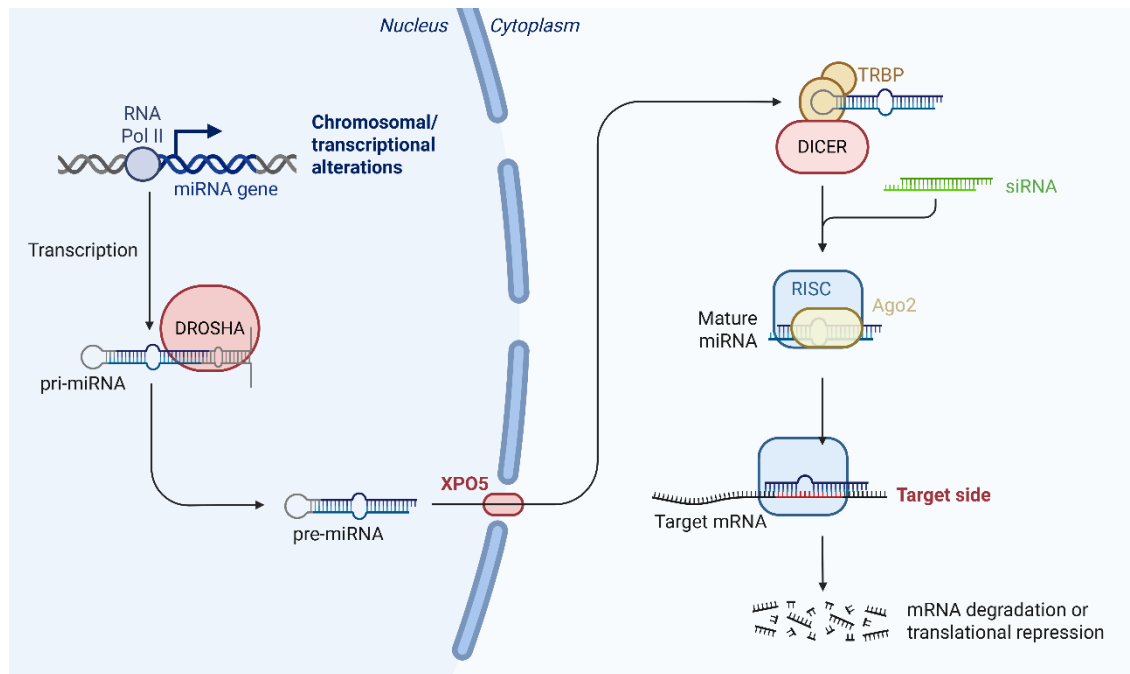 Nucleus
Cytoplasm
RNA
Pol II
Chromosomal/
transcriptional
alterations
miRNA gene
Transcription
DROSHA
pri-miRNA
pre-miRNA
XPO5
TRBP
DICER
siRNA
RISC
Ago2
Mature
miRNA
Target side
Target mRNA
mRNA degradation or
translational repression